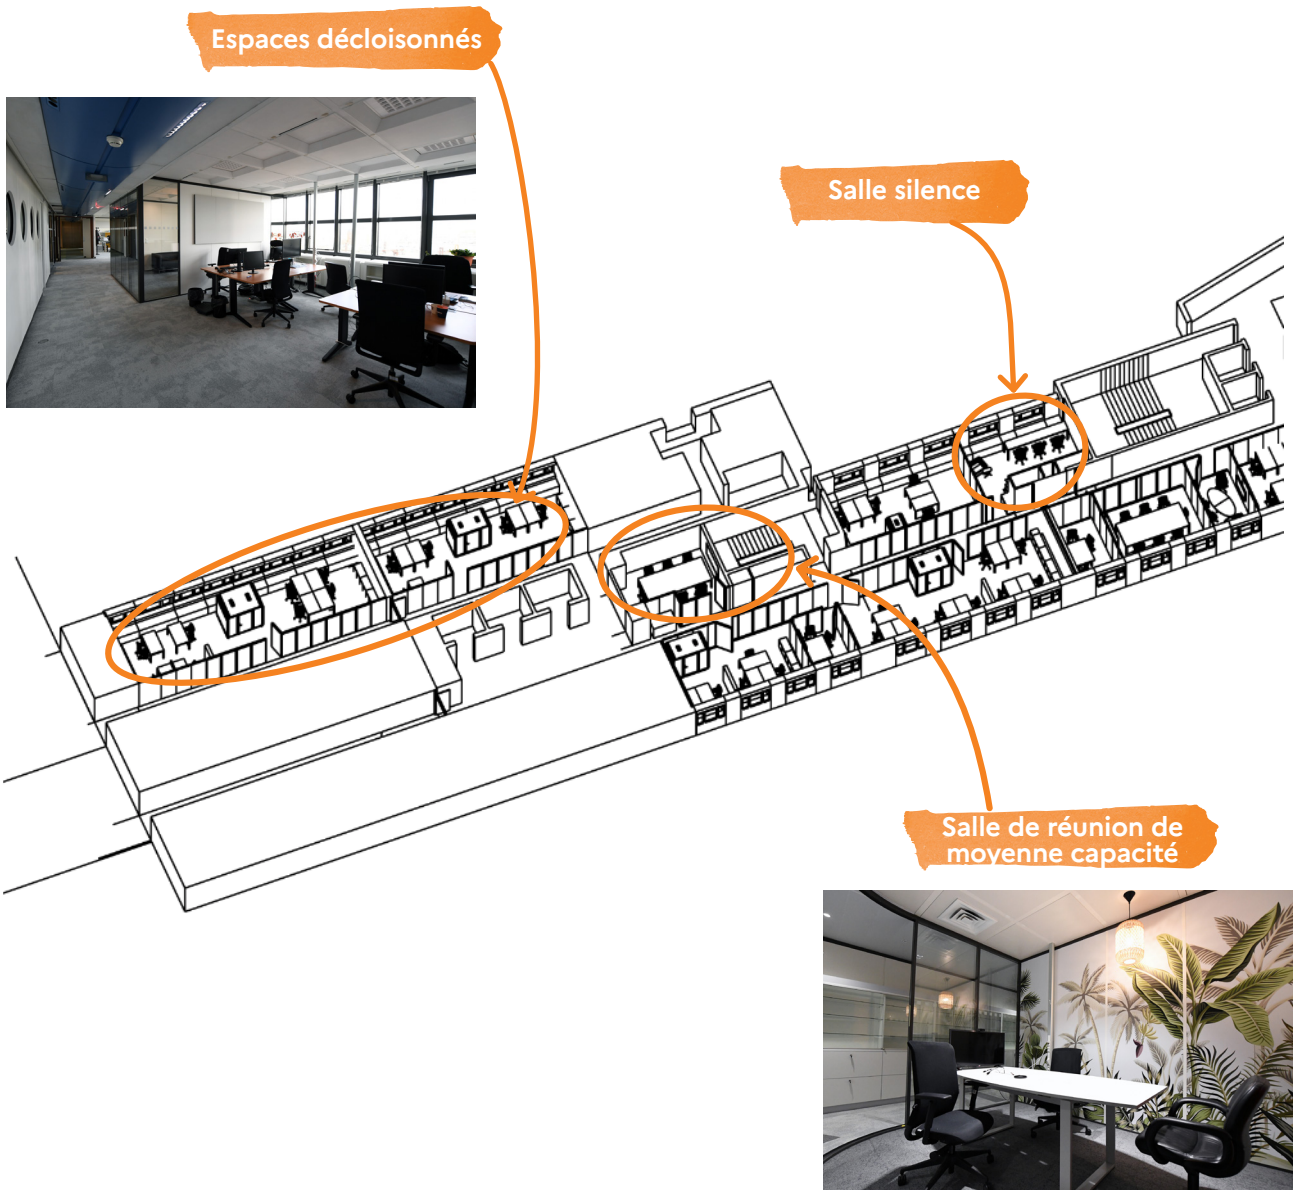 Espaces décloisonnés
Salle silence
Salle de réunion de
moyenne capacité